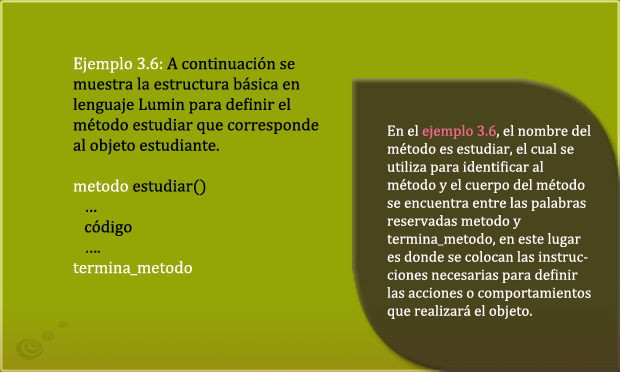 Ejemplo 3.6: A continuación se
muestra la estructura básica en
lenguaje Lumin para definir el
método estudiar que corresponde
al objeto estudiante.
metodo estudiar()
...
código
....
termina_metodo
En el ejemplo 3.6, el nombre del
método es estudiar, el cual se
utiliza para identificar al
método y el cuerpo del método
se encuentra entre las palabras
reservadas metodo y
termina_metodo, en este lugar
es donde se colocan las instruc-
ciones necesarias para definir
las acciones o comportamientos
que realizará el objeto.